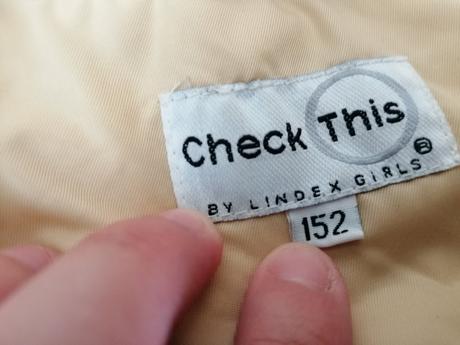 Check This
BY LINDEX GIRLS ®
152